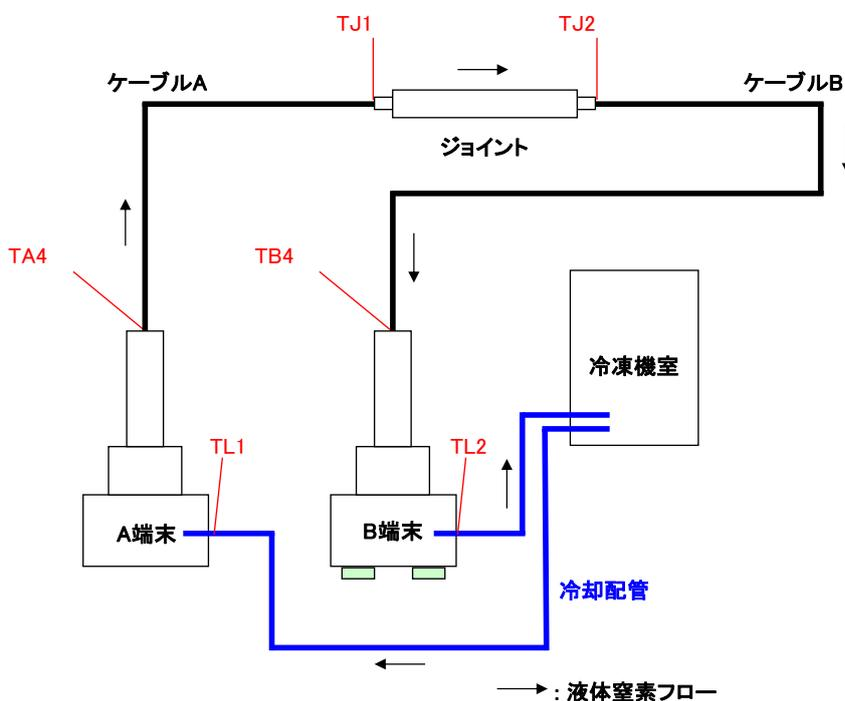 TJ1
TJ2
ケーブルA
ケーブルB
ジョイント
TA4
TB4
冷凍機室
TL1
TL2
A端末
B端末
冷却配管
: 液体窒素フロー